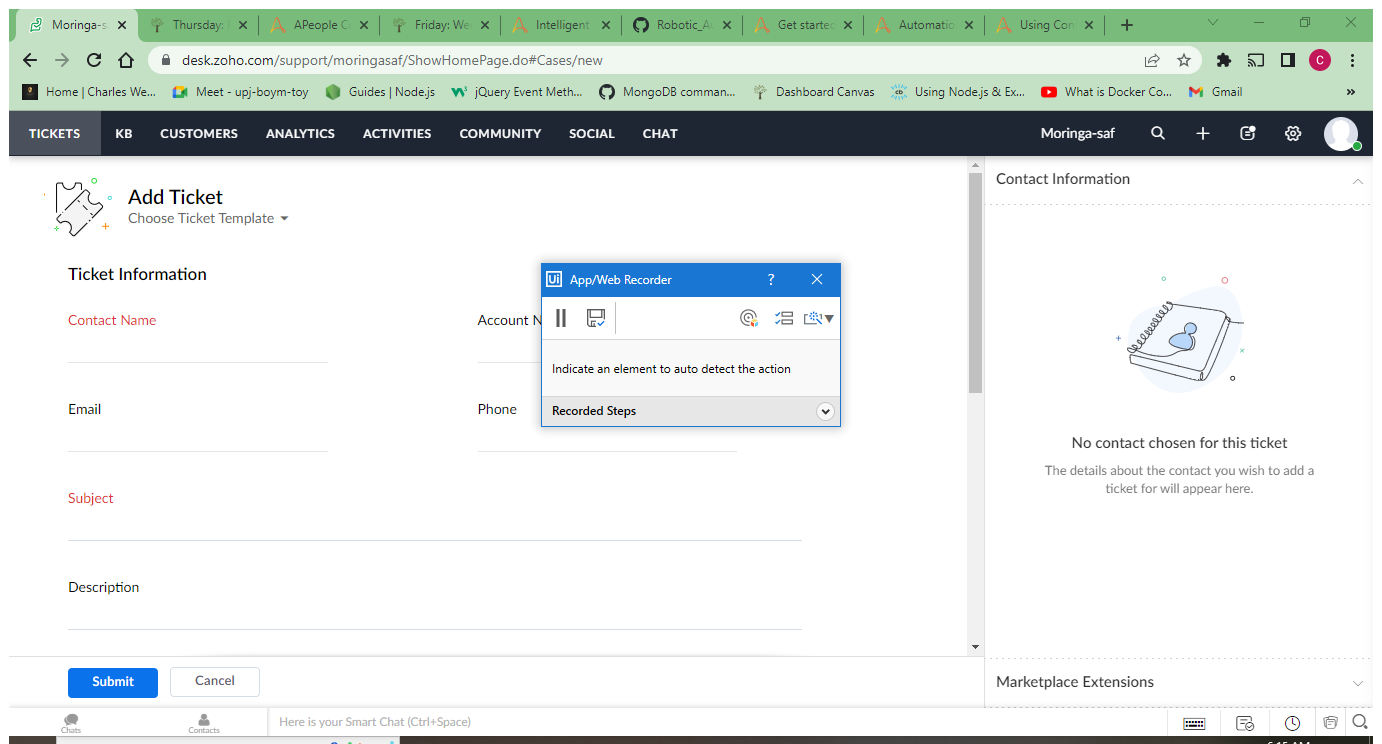 Moringa-s
Thursday:
APeople C
Friday: We
Intelligent
Robotic_A
Get started
Automatio
Using Con
desk.zoho.com/support/moringasaf/ShowHomePage.do#Cases/new
C
Home | Charles We...
Meet - upj-boym-toy
Guides | Node.js
jQuery Event Meth...
MongoDB comman...
Dashboard Canvas
cb
Using Node.js & Ex...
What is Docker Co...
Gmail
TICKETS KB CUSTOMERS ANALYTICS ACTIVITIES COMMUNITY SOCIAL CHAT
Moringa-saf
Add Ticket
Choose Ticket Template
Ticket Information
Contact Name
Account N
Email
Phone
Subject
Description
Submit
Cancel
Ui App/Web Recorder ?
Indicate an element to auto detect the action
Recorded Steps
Contact Information
No contact chosen for this ticket
The details about the contact you wish to add a
ticket for will appear here.
Marketplace Extensions
Chats
Contacts
Here is your Smart Chat (Ctrl+Space)